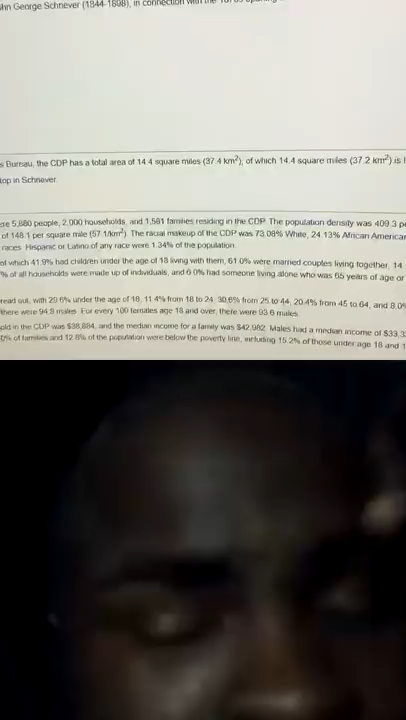 hn George Schnever (1844-1898), in connection with the
s Bureau, the CDP has a total area of 14.4 square miles (37.4 km²), of which 14.4 square miles (37.2 km²) is l
top in Schnever.
ere 5,880 people, 2,000 households, and 1,581 families residing in the CDP. The population density was 409.3 pe
of 148.1 per square mile (57.1/km²). The racial makeup of the CDP was 73.08% White, 24.13% African American
races. Hispanic or Latino of any race were 1.34% of the population.
of which 41.9% had children under the age of 18 living with them, 61.0% were married couples living together, 14
% of all households were made up of individuals, and 6.0% had someone living alone who was 65 years of age or
read out, with 29.6% under the age of 18, 11.4% from 18 to 24, 30.6% from 25 to 44, 20.4% from 45 to 64, and 8.0%
there were 94.8 males. For every 100 females age 18 and over, there were 93.6 males.
old in the CDP was $38,884, and the median income for a family was $42,982. Males had a median income of $33,3
0% of families and 12.8% of the population were below the poverty line, including 15.2% of those under age 18 and 1